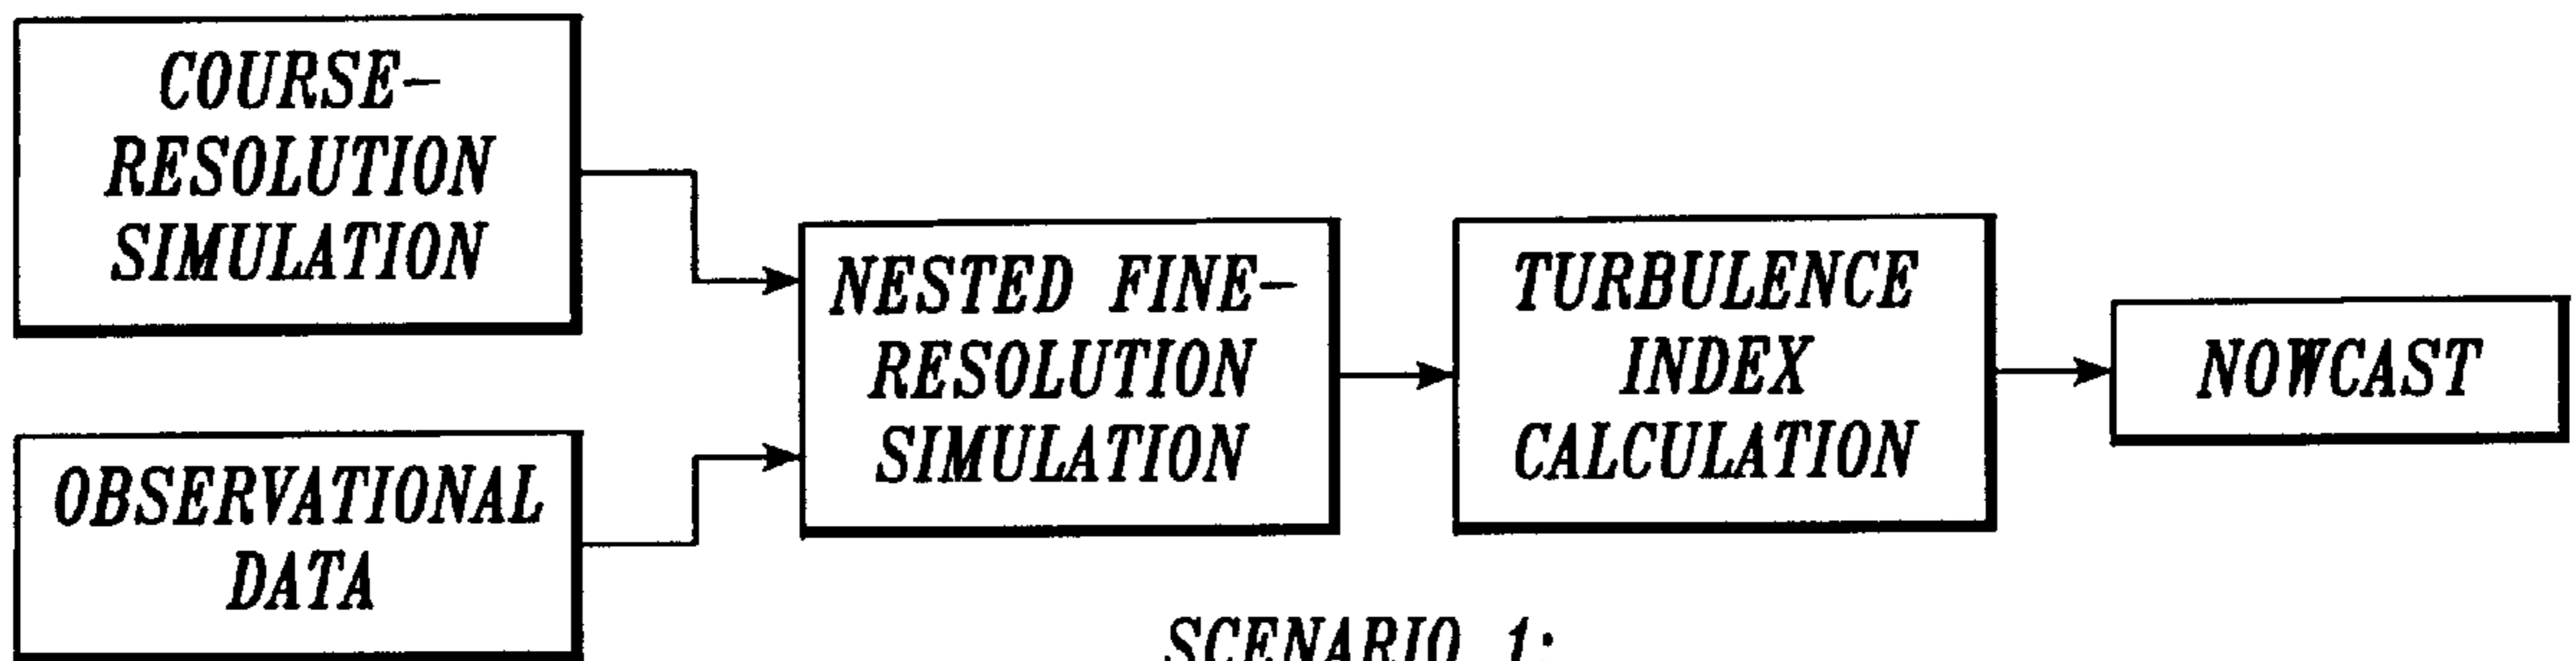 COURSE-
RESOLUTION
SIMULATION
OBSERVATIONAL
DATA
NESTED FINE-
RESOLUTION
SIMULATION
TURBULENCE
INDEX
CALCULATION
NOWCAST
SCENARIO 1: